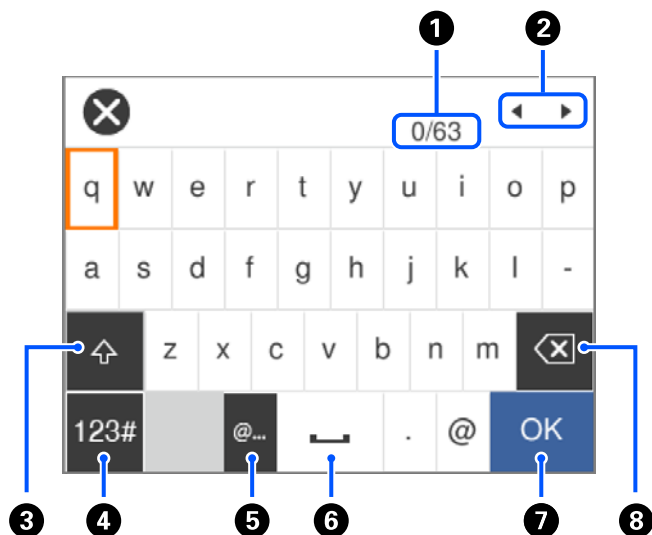 1 2
0/63
q w e r t y u i o p
a s d f g h j k l -
z x c v b n m
123# @... . @ OK
3 4 5 6 7 8